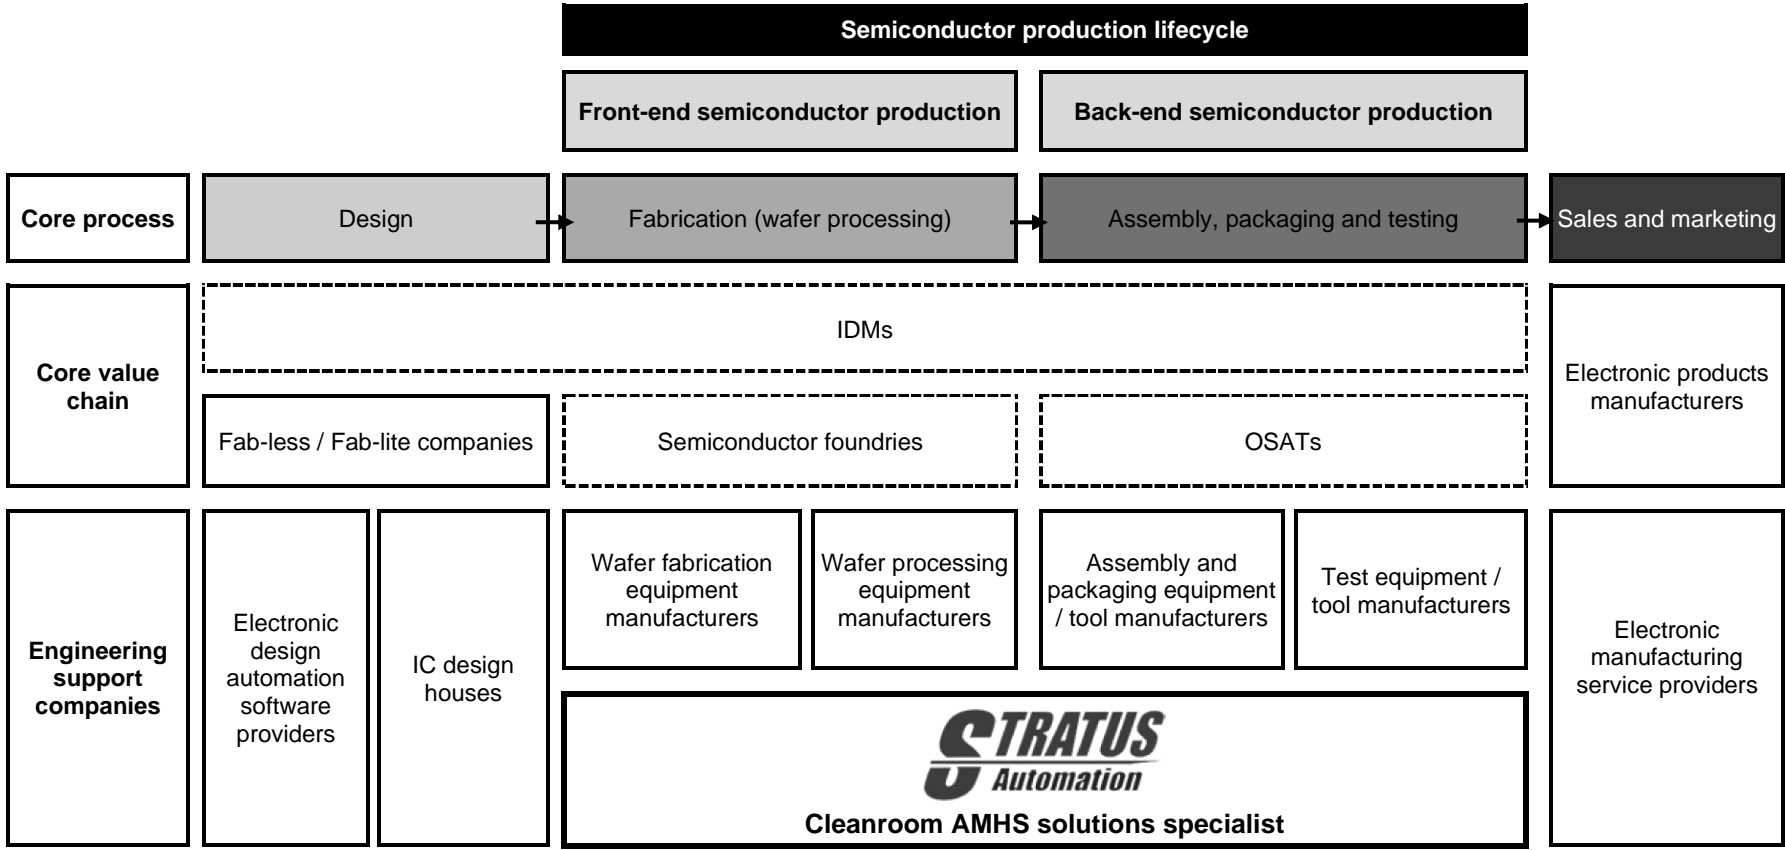 Semiconductor production lifecycle
Front-end semiconductor production
Back-end semiconductor production
Core process
Design
Fabrication (wafer processing)
Assembly, packaging and testing
Sales and marketing
Core value
chain
IDMs
Fab-less / Fab-lite companies
Semiconductor foundries
OSATs
Electronic products
manufacturers
Engineering
support
companies
Electronic
design
automation
software
providers
IC design
houses
Wafer fabrication
equipment
manufacturers
Wafer processing
equipment
manufacturers
Assembly and
packaging equipment
/ tool manufacturers
Test equipment /
tool manufacturers
STRATUS
Automation
Cleanroom AMHS solutions specialist
Electronic
manufacturing
service providers